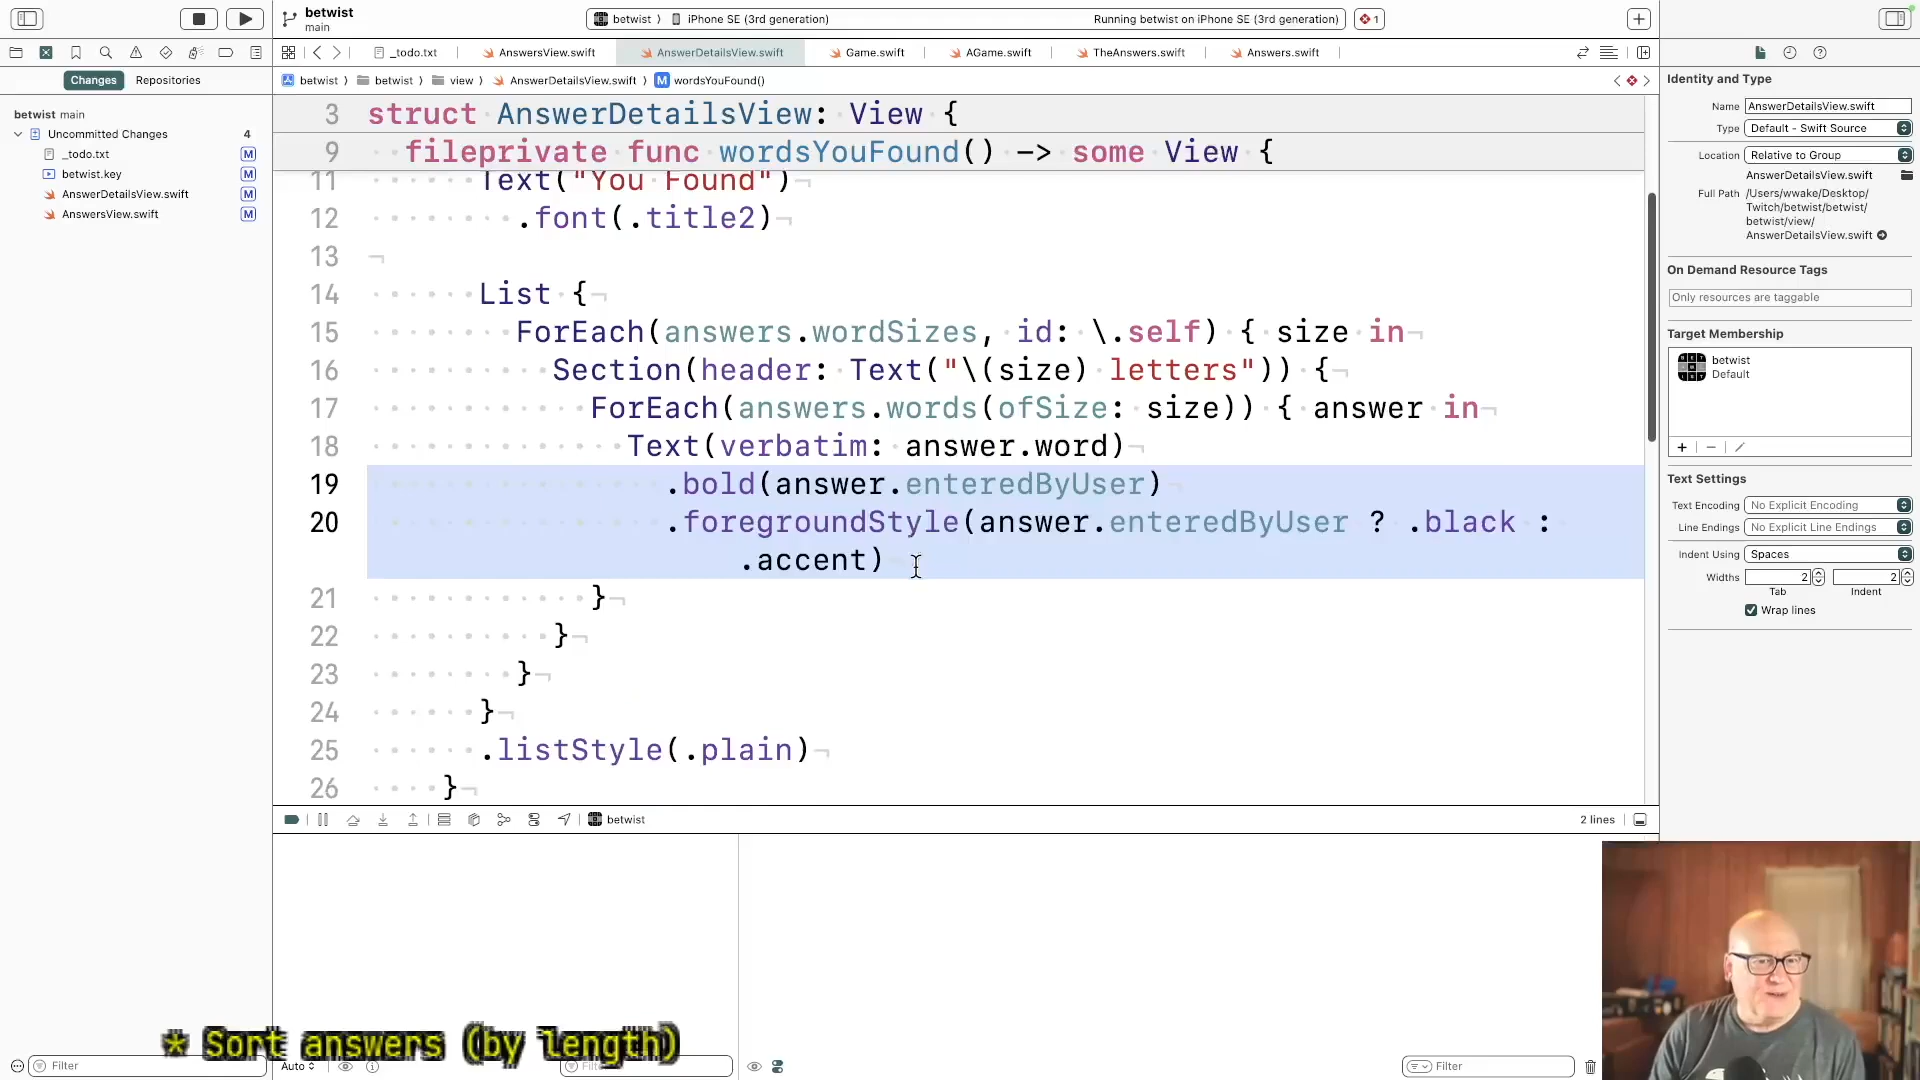 betwist
main
betwist
iPhone SE (3rd generation)
Running betwist on iPhone SE (3rd generation)
1
_todo.txt
AnswersView.swift
AnswerDetailsView.swift
Game.swift
AGame.swift
TheAnswers.swift
Answers.swift
Changes
Repositories
betwist
betwist
view
AnswerDetailsView.swift
M
wordsYouFound()
betwist main
Uncommitted Changes
4
_todo.txt
M
betwist.key
M
AnswerDetailsView.swift
M
AnswersView.swift
M
3 struct AnswerDetailsView: View {
9 fileprivate func wordsYouFound() -> some View {
11 Text("You Found")
12 .font(.title2)
13
14 List {
15 ForEach(answers.wordSizes, id: \.self) { size in
16 Section(header: Text("\(size) letters")) {
17 ForEach(answers.words(ofSize: size)) { answer in
18 Text(verbatim: answer.word)
19 .bold(answer.enteredByUser)
20 .foregroundStyle(answer.enteredByUser ? .black :
.accent)
21 }
22 }
23 }
24 }
25 .listStyle(.plain)
26 }
betwist
2 lines
Identity and Type
Name AnswerDetailsView.swift
Type Default - Swift Source
Location Relative to Group
AnswerDetailsView.swift
Full Path /Users/wwake/Desktop/
Twitch/betwist/betwist/
betwist/view/
AnswerDetailsView.swift
On Demand Resource Tags
Only resources are taggable
Target Membership
betwist
Default
Text Settings
Text Encoding No Explicit Encoding
Line Endings No Explicit Line Endings
Indent Using Spaces
Widths 2 2
Tab Indent
Wrap lines
* Sort answers (by length)
Filter
Auto
Filter